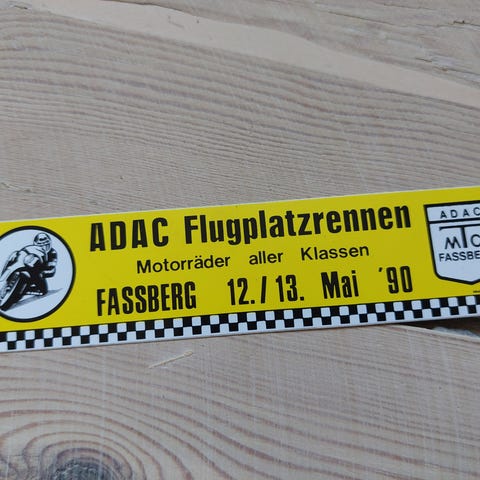 ADAC Flugplatzrennen
Motorräder aller Klassen
FASSBERG 12./13. Mai '90
ADAC
MTC
FASSBE